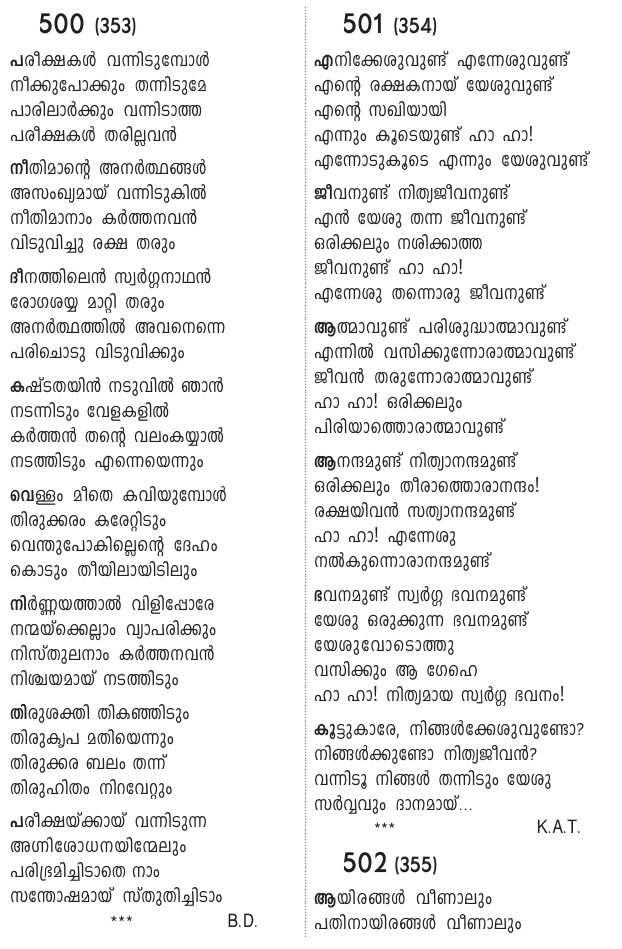 500 (353)
പരീക്ഷകൾ വന്നിടുമ്പോൾ
നീക്കുപോക്കും തന്നിടുമേ
പാരിലാർക്കും വന്നിടാത്ത
പരീക്ഷകൾ തരില്ലവൻ
നീതിമാന്റെ അനർത്ഥങ്ങൾ
അസംഖ്യമായ് വന്നിടുകിൽ
നീതിമാനാം കർത്തനവൻ
വിടുവിച്ചു രക്ഷ തരും
ദീനത്തിലെൻ സ്വർഗ്ഗനാഥൻ
രോഗശയ്യ മാറ്റി തരും
അനർത്ഥത്തിൽ അവനെന്നെ
പരിചൊടു വിടുവിക്കും
കഷ്ടതയിൻ നടുവിൽ ഞാൻ
നടന്നിടും വേളകളിൽ
കർത്തൻ തന്റെ വലംകയ്യാൽ
നടത്തിടും എന്നെയെന്നും
വെള്ളം മീതെ കവിയുമ്പോൾ
തിരുക്കരം കരേറ്റിടും
വെന്തുപോകില്ലെന്റെ ദേഹം
കൊടും തീയിലായിടിലും
നിർണ്ണയത്താൽ വിളിപ്പോരേ
നന്മയ്ക്കെല്ലാം വ്യാപരിക്കും
നിസ്തുലനാം കർത്തനവൻ
നിശ്ചയമായ് നടത്തിടും
തിരുശക്തി തികഞ്ഞിടും
തിരുകൃപ മതിയെന്നും
തിരുക്കര ബലം തന്ന്
തിരുഹിതം നിറവേറ്റും
പരീക്ഷയ്ക്കായ് വന്നിടുന്ന
അഗ്നിശോധനയിന്മേലും
പരിഭ്രമിച്ചിടാതെ നാം
സന്തോഷമായ് സ്തുതിച്ചിടാം
*** B.D.
501 (354)
എനിക്കേശുവുണ്ട് എന്നേശുവുണ്ട്
എന്റെ രക്ഷകനായ് യേശുവുണ്ട്
എന്റെ സഖിയായി
എന്നും കൂടെയുണ്ട് ഹാ ഹാ!
എന്നോടുകൂടെ എന്നും യേശുവുണ്ട്
ജീവനുണ്ട് നിത്യജീവനുണ്ട്
എൻ യേശു തന്ന ജീവനുണ്ട്
ഒരിക്കലും നശിക്കാത്ത
ജീവനുണ്ട് ഹാ ഹാ!
എന്നേശു തന്നൊരു ജീവനുണ്ട്
ആത്മാവുണ്ട് പരിശുദ്ധാത്മാവുണ്ട്
എന്നിൽ വസിക്കുന്നോരാത്മാവുണ്ട്
ജീവൻ തരുന്നോരാത്മാവുണ്ട്
ഹാ ഹാ! ഒരിക്കലും
പിരിയാത്തൊരാത്മാവുണ്ട്
ആനന്ദമുണ്ട് നിത്യാനന്ദമുണ്ട്
ഒരിക്കലും തീരാത്തൊരാനന്ദം!
രക്ഷയിവൻ സത്യാനന്ദമുണ്ട്
ഹാ ഹാ! എന്നേശു
നൽകുന്നൊരാനന്ദമുണ്ട്
ഭവനമുണ്ട് സ്വർഗ്ഗ ഭവനമുണ്ട്
യേശു ഒരുക്കുന്ന ഭവനമുണ്ട്
യേശുവോടൊത്തു
വസിക്കും ആ ഗേഹെ
ഹാ ഹാ! നിത്യമായ സ്വർഗ്ഗ ഭവനം!
കൂട്ടുകാരേ, നിങ്ങൾക്കേശുവുണ്ടോ?
നിങ്ങൾക്കുണ്ടോ നിത്യജീവൻ?
വന്നിടൂ നിങ്ങൾ തന്നിടും യേശു
സർവ്വവും ദാനമായ്...
*** K.A.T.
502 (355)
ആയിരങ്ങൾ വീണാലും
പതിനായിരങ്ങൾ വീണാലും